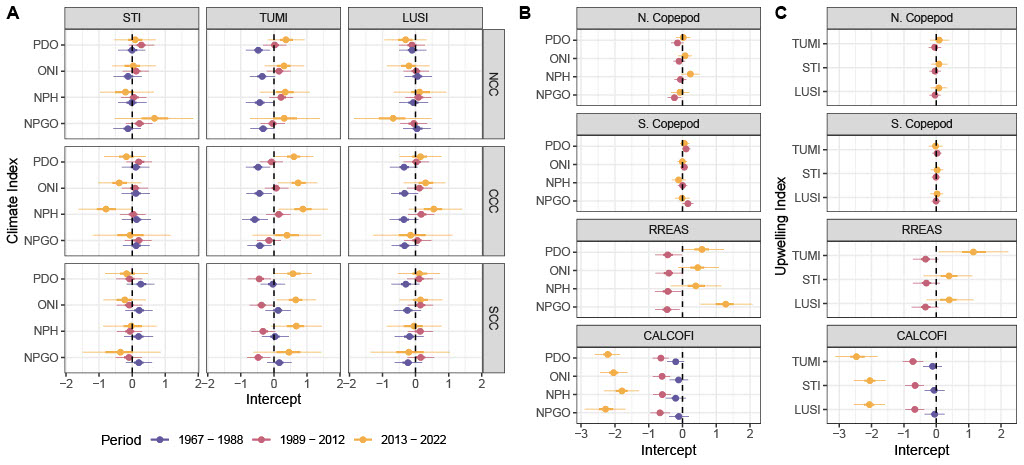 A
STI
TUMI
LUSI
Climate Index
PDO
ONI
NPH
NPGO
NCC
PDO
ONI
NPH
NPGO
CCC
PDO
ONI
NPH
NPGO
SCC
−2 −1 0 1 2 −2 −1 0 1 2 −2 −1 0 1 2
Intercept
Period 1967 − 1988 1989 − 2012 2013 − 2022
B
N. Copepod
PDO
ONI
NPH
NPGO
S. Copepod
PDO
ONI
NPH
NPGO
RREAS
PDO
ONI
NPH
NPGO
CALCOFI
PDO
ONI
NPH
NPGO
−3 −2 −1 0 1 2
Intercept
C
Upwelling Index
N. Copepod
TUMI
STI
LUSI
S. Copepod
TUMI
STI
LUSI
RREAS
TUMI
STI
LUSI
CALCOFI
TUMI
STI
LUSI
−3 −2 −1 0 1 2
Intercept